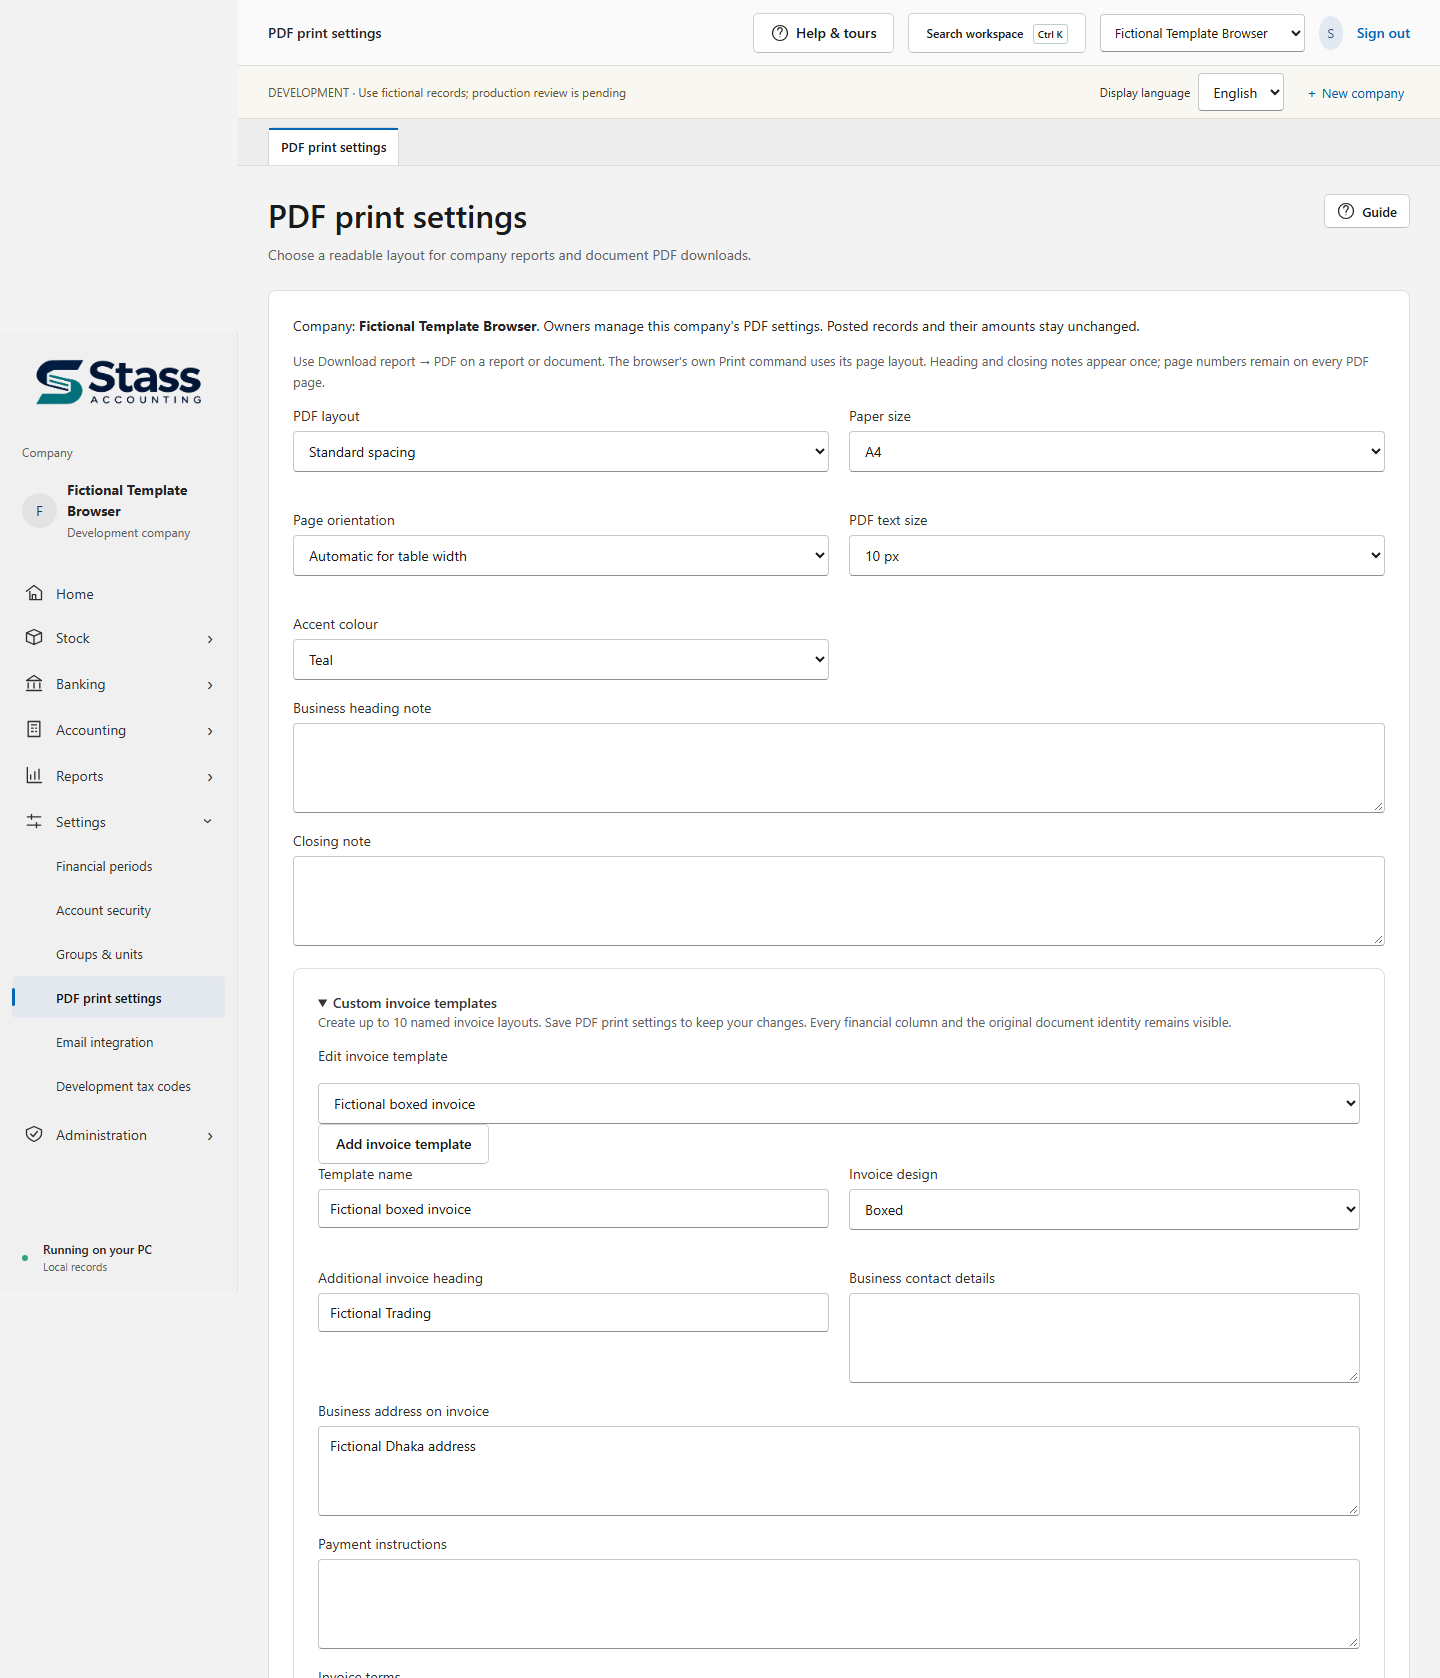 PDF print settings
Help & tours
Search workspace Ctrl K
Fictional Template Browser
S
Sign out
DEVELOPMENT · Use fictional records; production review is pending
Display language
English
+ New company
PDF print settings
PDF print settings
Guide
Choose a readable layout for company reports and document PDF downloads.
Stass
ACCOUNTING
Company
F
Fictional Template
Browser
Development company
Home
Stock
Banking
Accounting
Reports
Settings
Financial periods
Account security
Groups & units
PDF print settings
Email integration
Development tax codes
Administration
Running on your PC
Local records
Company: Fictional Template Browser. Owners manage this company's PDF settings. Posted records and their amounts stay unchanged.
Use Download report → PDF on a report or document. The browser's own Print command uses its page layout. Heading and closing notes appear once; page numbers remain on every PDF
page.
PDF layout
Standard spacing
Paper size
A4
Page orientation
Automatic for table width
PDF text size
10 px
Accent colour
Teal
Business heading note
Closing note
Custom invoice templates
Create up to 10 named invoice layouts. Save PDF print settings to keep your changes. Every financial column and the original document identity remains visible.
Edit invoice template
Fictional boxed invoice
Add invoice template
Template name
Fictional boxed invoice
Invoice design
Boxed
Additional invoice heading
Fictional Trading
Business contact details
Business address on invoice
Fictional Dhaka address
Payment instructions
Invoice terms